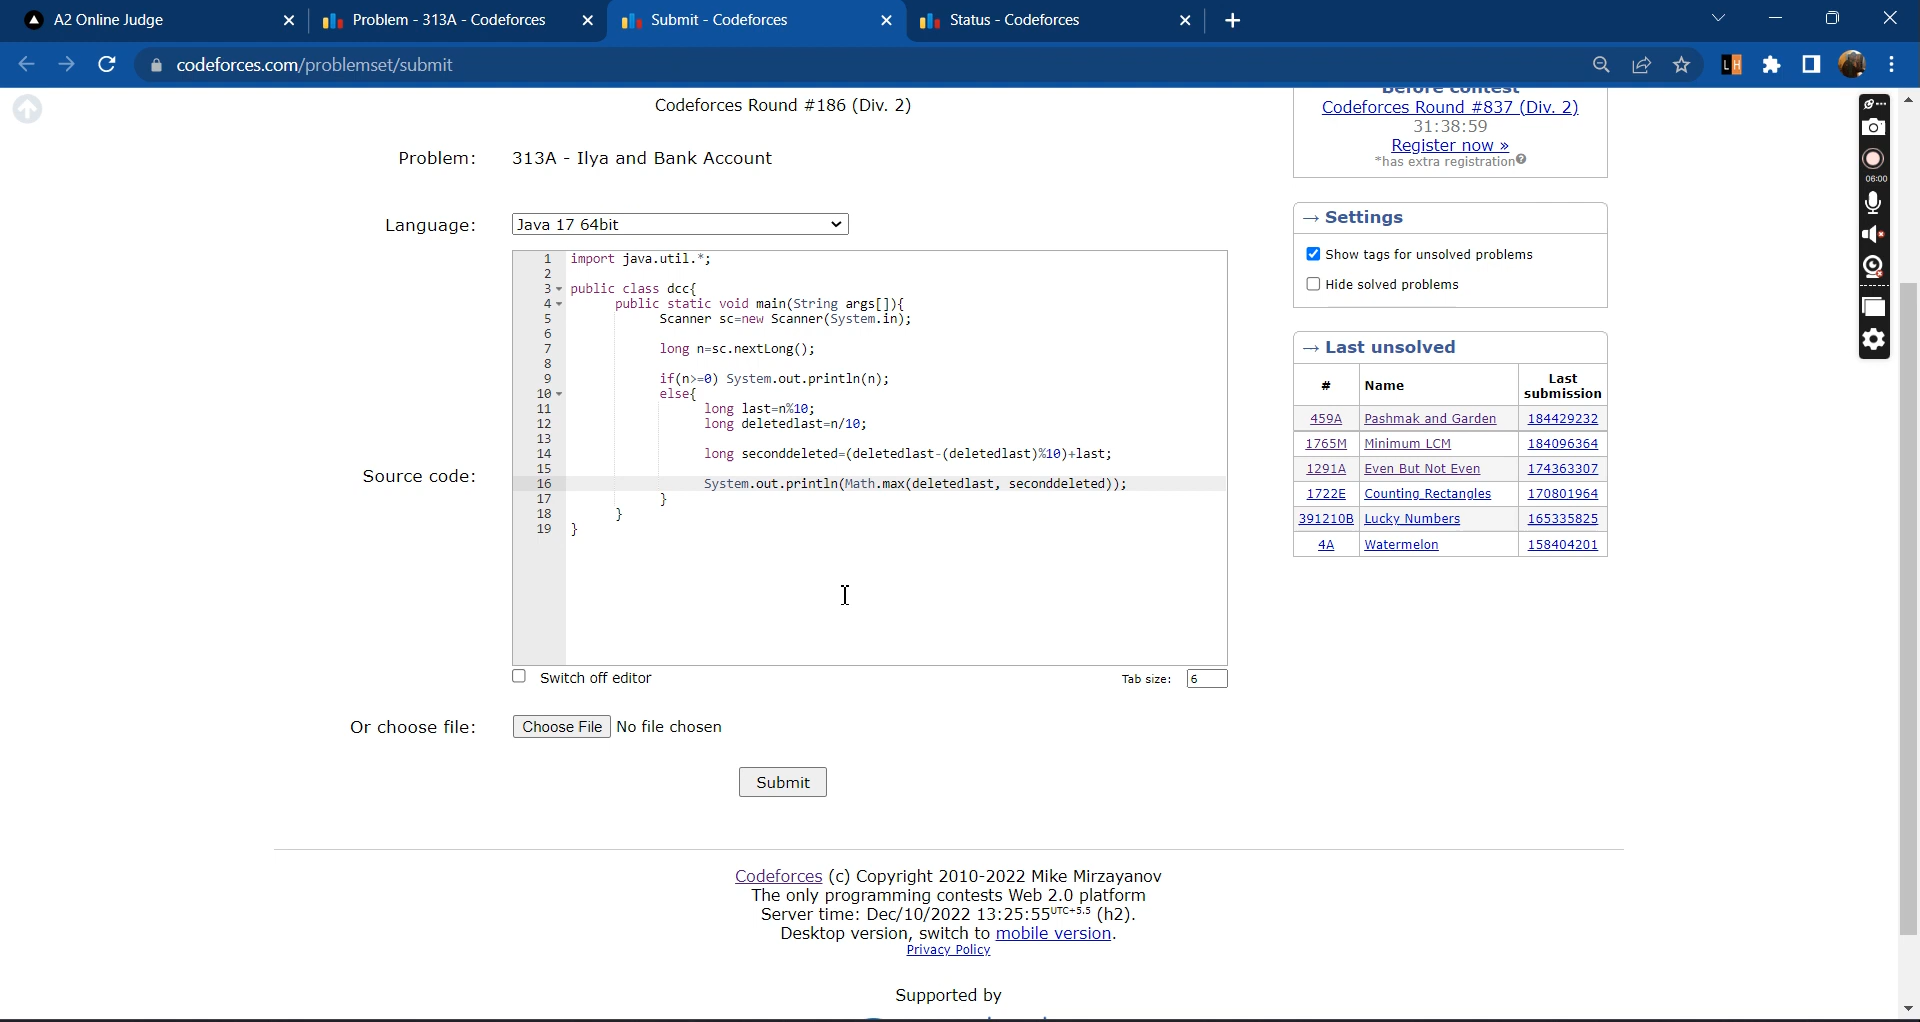 A2 Online Judge
Problem - 313A - Codeforces
Submit - Codeforces
Status - Codeforces
codeforces.com/problemset/submit
Codeforces Round #186 (Div. 2)
Problem: 313A - Ilya and Bank Account
Language: Java 17 64bit
Source code:
1 import java.util.*;
2
3 public class dcc{
4 public static void main(String args[]){
5 Scanner sc=new Scanner(System.in);
6
7 long n=sc.nextLong();
8
9 if(n>=0) System.out.println(n);
10 else{
11 long last=n%10;
12 long deletedlast=n/10;
13
14 long seconddeleted=(deletedlast-(deletedlast)%10)+last;
15
16 System.out.println(Math.max(deletedlast, seconddeleted));
17 }
18 }
19 }
Switch off editor
Tab size: 6
Or choose file: Choose File No file chosen
Submit
Before contest
Codeforces Round #837 (Div. 2)
31:38:59
Register now »
*has extra registration
→ Settings
Show tags for unsolved problems
Hide solved problems
→ Last unsolved
# Name Last submission
459A Pashmak and Garden 184429232
1765M Minimum LCM 184096364
1291A Even But Not Even 174363307
1722E Counting Rectangles 170801964
391210B Lucky Numbers 165335825
4A Watermelon 158404201
LH
06:00
Codeforces (c) Copyright 2010-2022 Mike Mirzayanov
The only programming contests Web 2.0 platform
Server time: Dec/10/2022 13:25:55 UTC+5.5 (h2).
Desktop version, switch to mobile version.
Privacy Policy
Supported by